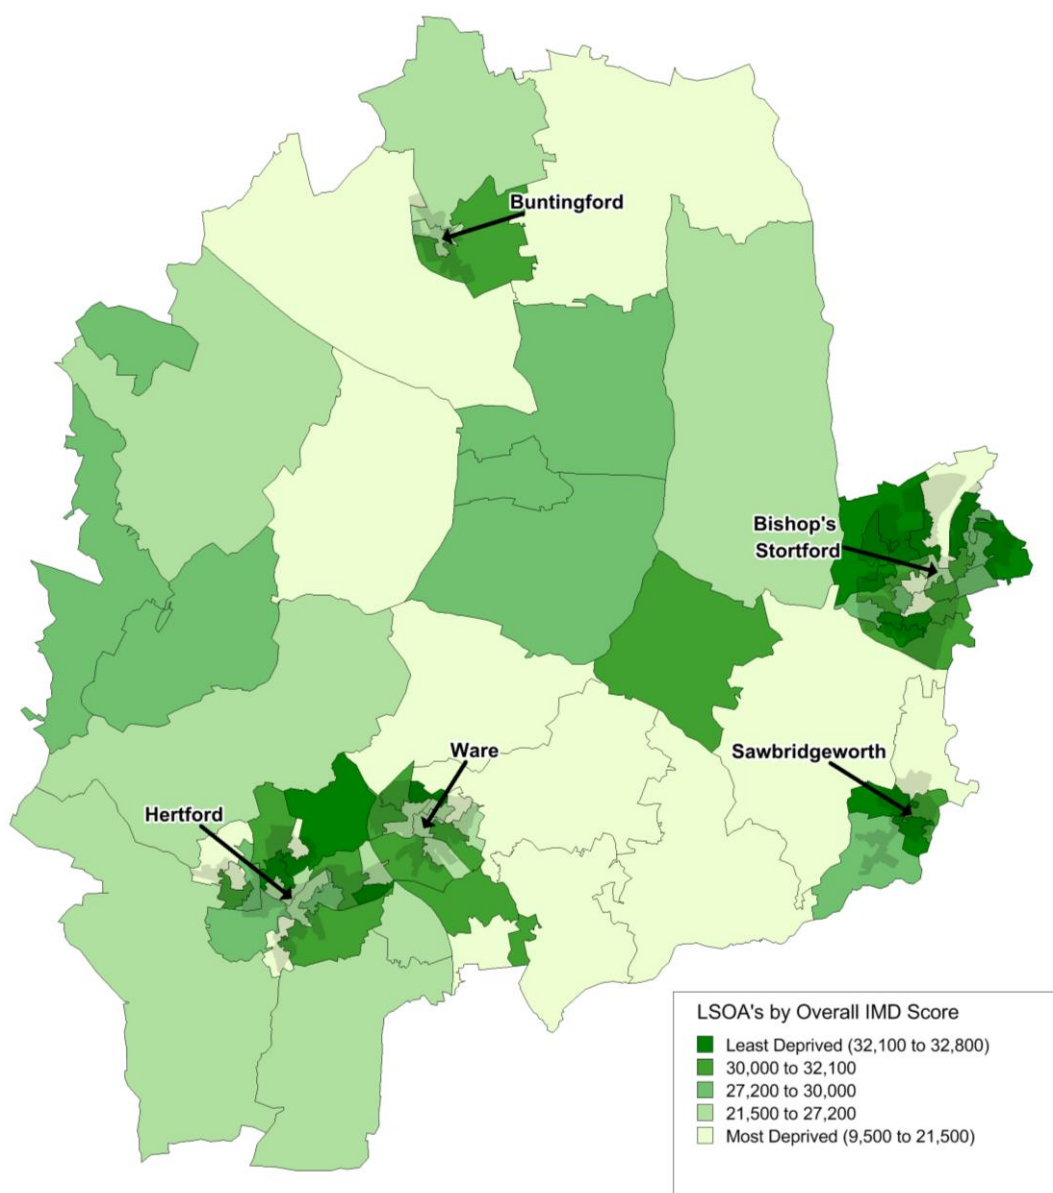 Buntingford
Bishop's
Stortford
Ware
Sawbridgeworth
Hertford
LSOA's by Overall IMD Score
Least Deprived (32,100 to 32,800)
30,000 to 32,100
27,200 to 30,000
21,500 to 27,200
Most Deprived (9,500 to 21,500)